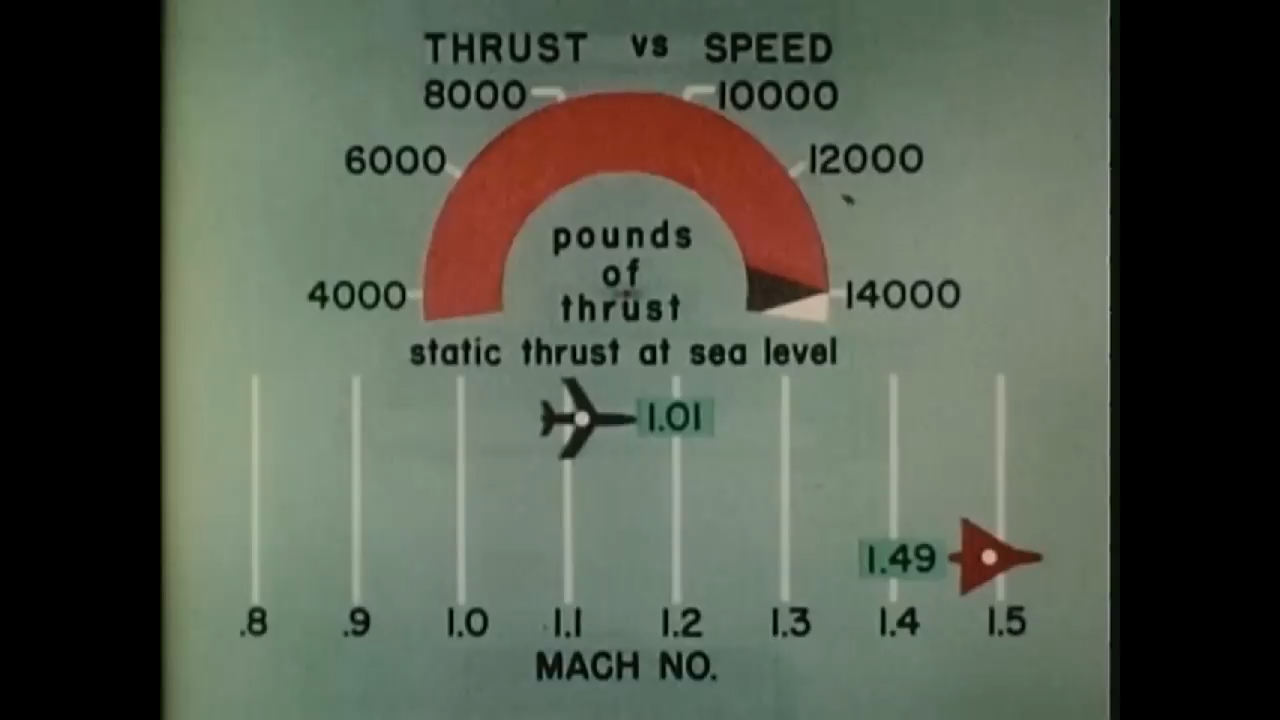 THRUST vs SPEED
8000 10000
6000 12000
pounds
of
4000 thrust 14000
static thrust at sea level
1.01
1.49
.8 .9 1.0 1.1 1.2 1.3 1.4 1.5
MACH NO.